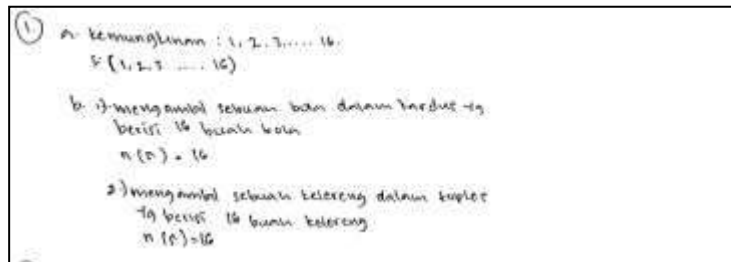 1. a. kemungkinan : 1, 2, 3, .... 16.
S (1, 2, 3 .... 16)
b. 1) mengambil sebuah bola dalam kardus yg
berisi 16 buah bola
n (s) = 16
2.) mengambil sebuah kelereng dalam toples
yg berisi 16 buah kelereng
n (s) = 16